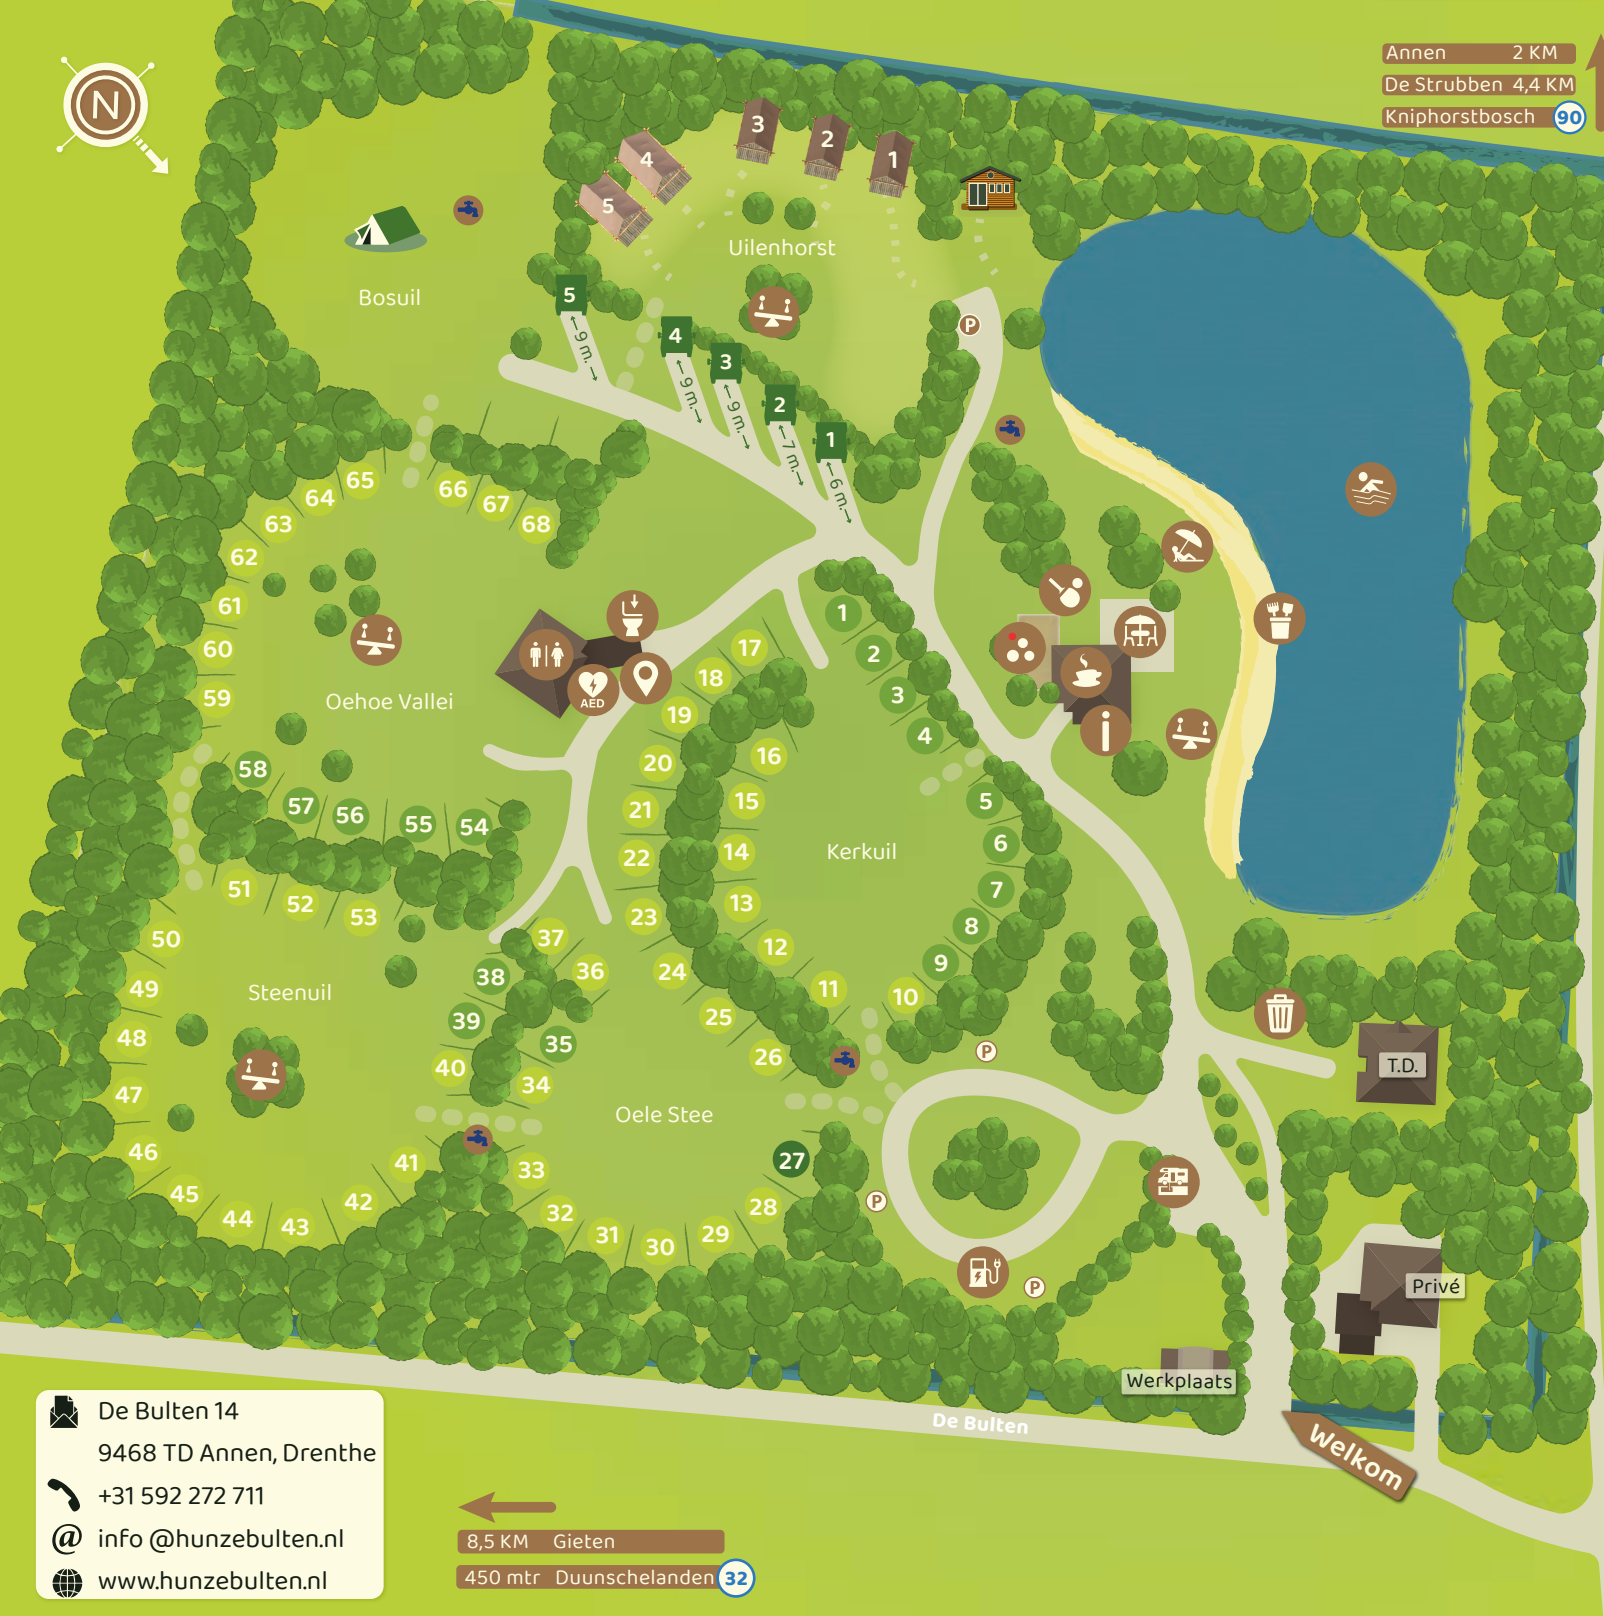 N
Annen 2 KM
De Strubben 4,4 KM
Kniphorstbosch 90
3
2
1
4
5
Uilenhorst
Bosuil
5
9 m.
4
9 m.
3
9 m.
2
7 m.
1
6 m.
P
65
64
63
62
61
60
59
66
67
68
Oehoe Vallei
AED
17
18
19
20
21
22
23
24
25
26
16
15
14
13
12
11
10
1
2
3
4
5
6
7
8
9
Kerkuil
58
57
56
55
54
51
52
53
50
49
48
47
46
45
44
43
42
41
Steenuil
37
36
38
39
40
35
34
33
32
31
30
29
28
27
Oele Stee
P
P
P
i
T.D.
Privé
Werkplaats
De Bulten
Welkom
De Bulten 14
9468 TD Annen, Drenthe
+31 592 272 711
@ info @hunzebulten.nl
www.hunzebulten.nl
8,5 KM Gieten
450 mtr Duunschelanden 32